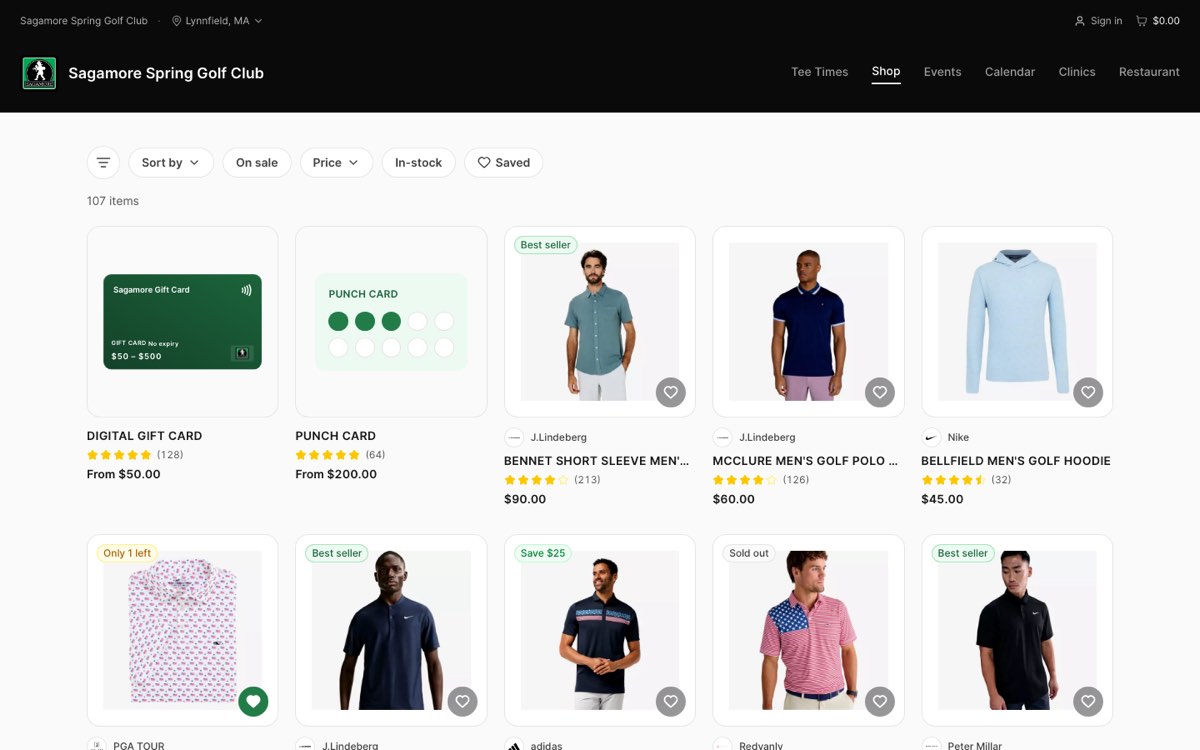 Sagamore Spring Golf Club · Lynnfield, MA
Sign in $0.00
SAGAMORE
Sagamore Spring Golf Club
Tee Times Shop Events Calendar Clinics Restaurant
Sort by On sale Price In-stock Saved
107 items
Sagamore Gift Card
GIFT CARD No expiry
$50 – $500
DIGITAL GIFT CARD
(128)
From $50.00
PUNCH CARD
PUNCH CARD
(64)
From $200.00
Best seller
J.Lindeberg
BENNET SHORT SLEEVE MEN'...
(213)
$90.00
J.Lindeberg
MCCLURE MEN'S GOLF POLO ...
(126)
$60.00
Nike
BELLFIELD MEN'S GOLF HOODIE
(32)
$45.00
Only 1 left
PGA TOUR
Best seller
J.Lindeberg
Save $25
adidas
Sold out
Redvanly
Best seller
Peter Millar